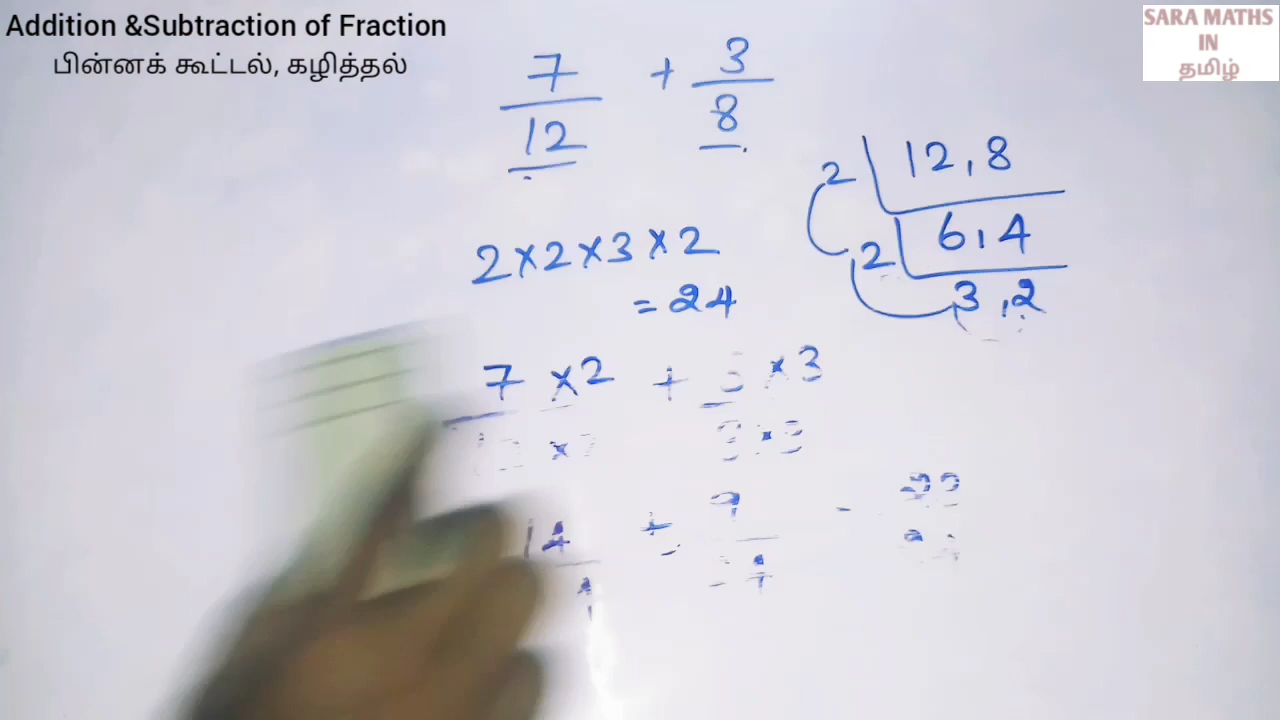 Addition &Subtraction of Fraction
பின்னக் கூட்டல், கழித்தல்
SARA MATHS
IN
தமிழ்
7/12 + 3/8
2 | 12, 8
2 | 6, 4
3, 2
2×2×3×2
= 24
7 ×2 + ×3
14 + 9